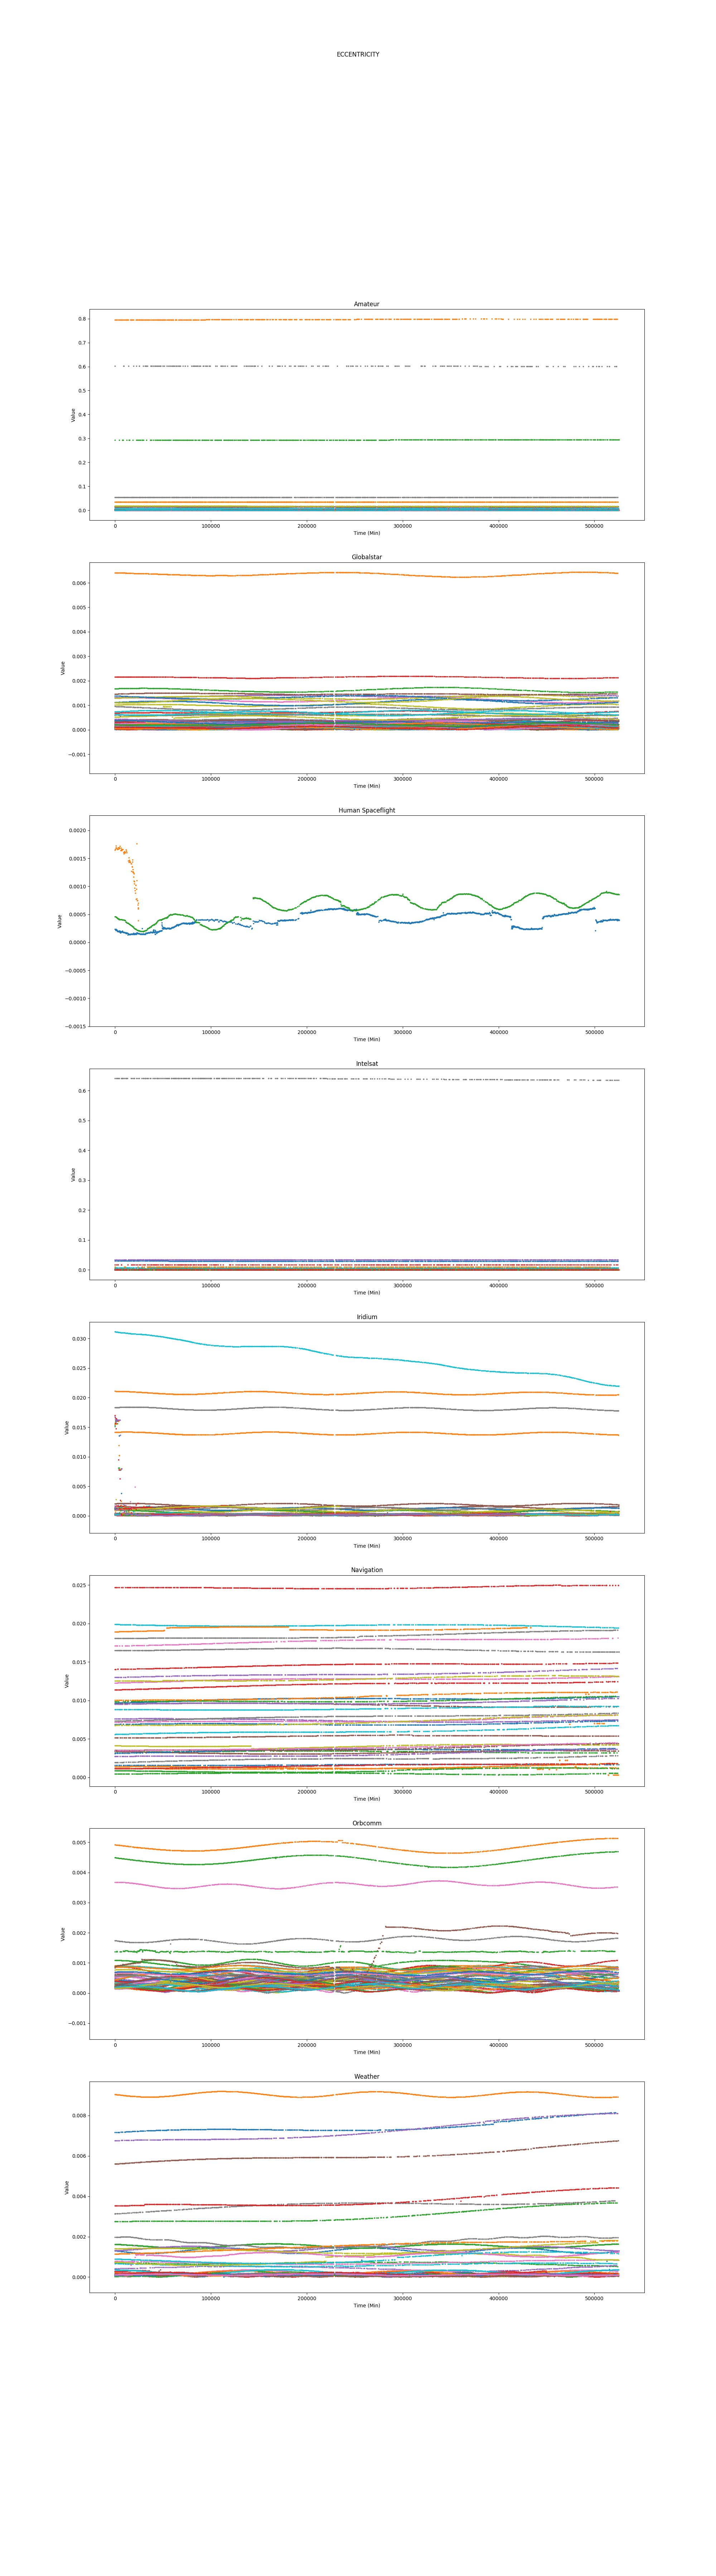 ECCENTRICITY
Amateur
Value
0.8
0.7
0.6
0.5
0.4
0.3
0.2
0.1
0.0
0 100000 200000 300000 400000 500000
Time (Min)
Globalstar
Value
0.006
0.005
0.004
0.003
0.002
0.001
0.000
−0.001
0 100000 200000 300000 400000 500000
Time (Min)
Human Spaceflight
Value
0.0020
0.0015
0.0010
0.0005
0.0000
−0.0005
−0.0010
−0.0015
0 100000 200000 300000 400000 500000
Time (Min)
Intelsat
Value
0.6
0.5
0.4
0.3
0.2
0.1
0.0
0 100000 200000 300000 400000 500000
Time (Min)
Iridium
Value
0.030
0.025
0.020
0.015
0.010
0.005
0.000
0 100000 200000 300000 400000 500000
Time (Min)
Navigation
Value
0.025
0.020
0.015
0.010
0.005
0.000
0 100000 200000 300000 400000 500000
Time (Min)
Orbcomm
Value
0.005
0.004
0.003
0.002
0.001
0.000
−0.001
0 100000 200000 300000 400000 500000
Time (Min)
Weather
Value
0.008
0.006
0.004
0.002
0.000
0 100000 200000 300000 400000 500000
Time (Min)